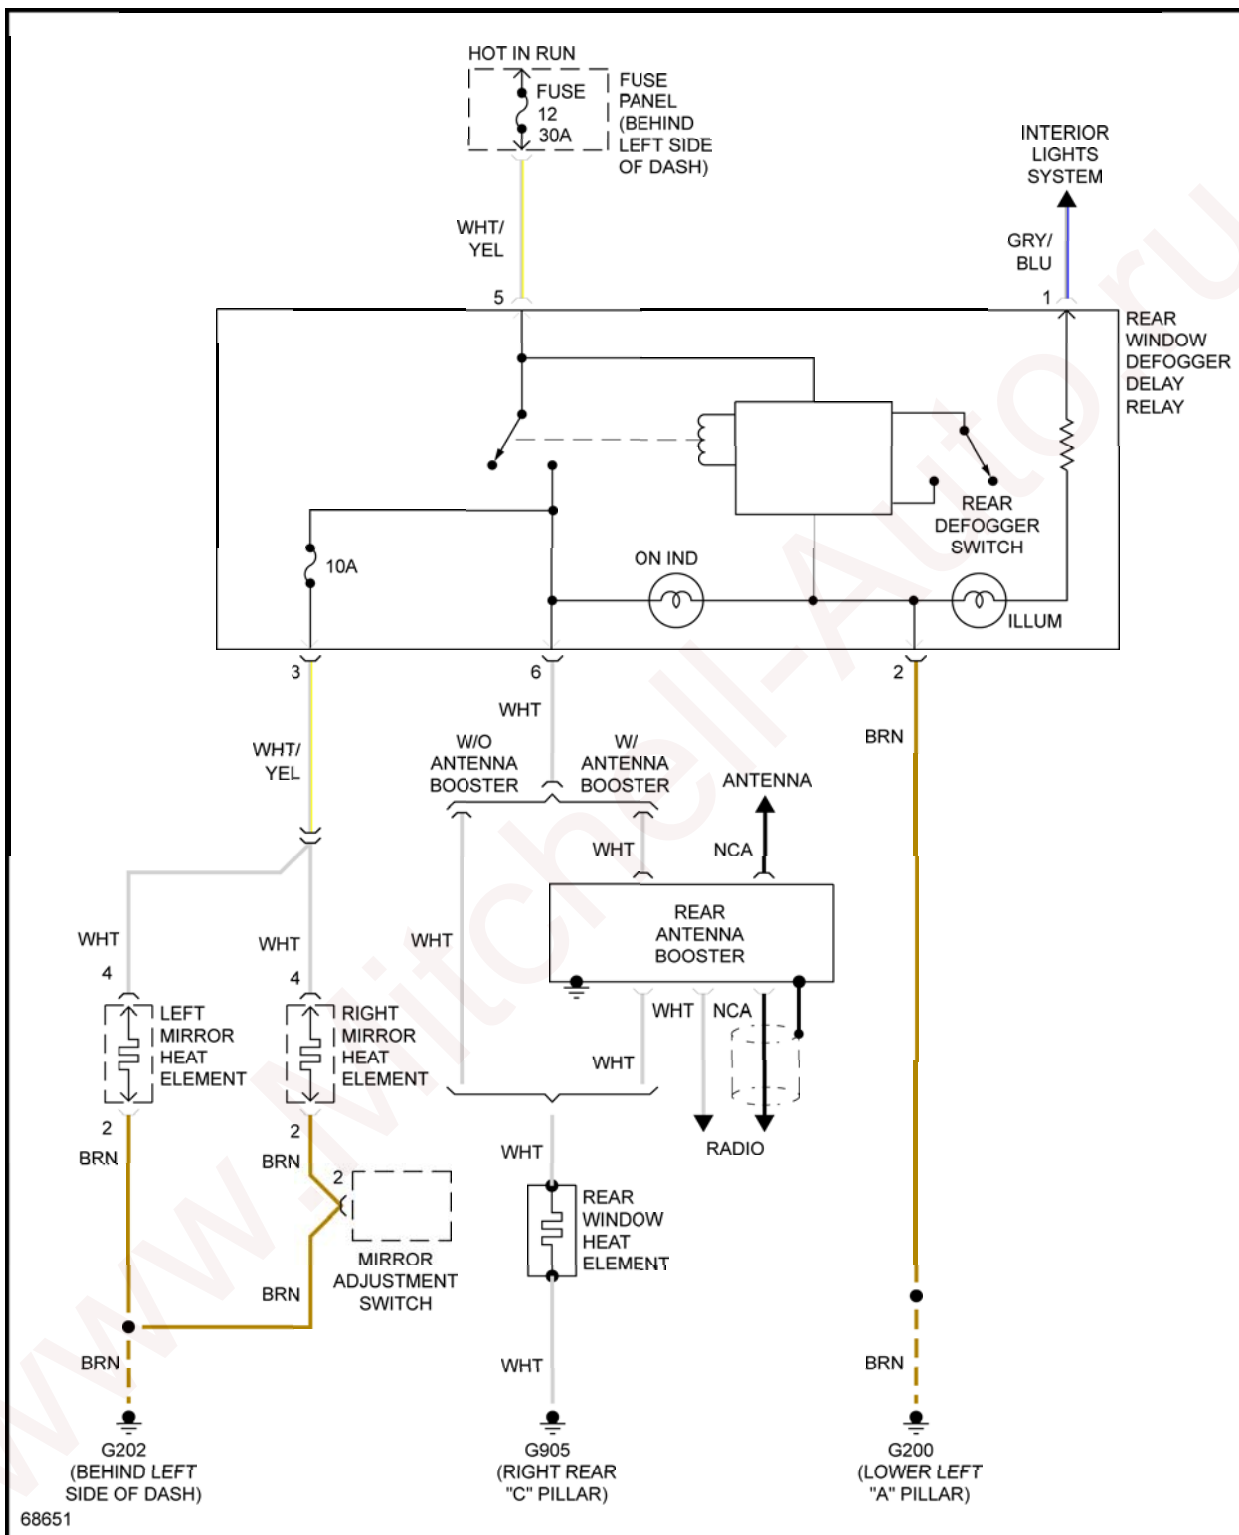 HOT IN RUN
FUSE
12
30A
FUSE
PANEL
(BEHIND
LEFT SIDE
OF DASH)
INTERIOR
LIGHTS
SYSTEM
WHT/
YEL
GRY/
BLU
5
1
REAR
WINDOW
DEFOGGER
DELAY
RELAY
REAR
DEFOGGER
SWITCH
10A
ON IND
ILLUM
3
6
2
WHT
BRN
WHT/
YEL
W/O
ANTENNA
BOOSTER
W/
ANTENNA
BOOSTER
ANTENNA
WHT
NCA
REAR
ANTENNA
BOOSTER
WHT
WHT
WHT
4
4
WHT
NCA
LEFT
MIRROR
HEAT
ELEMENT
RIGHT
MIRROR
HEAT
ELEMENT
WHT
2
2
RADIO
BRN
BRN
WHT
2
REAR
WINDOW
HEAT
ELEMENT
MIRROR
ADJUSTMENT
SWITCH
BRN
BRN
WHT
BRN
G202
(BEHIND LEFT
SIDE OF DASH)
G905
(RIGHT REAR
"C" PILLAR)
G200
(LOWER LEFT
"A" PILLAR)
68651
www.Mitchell-Auto.ru